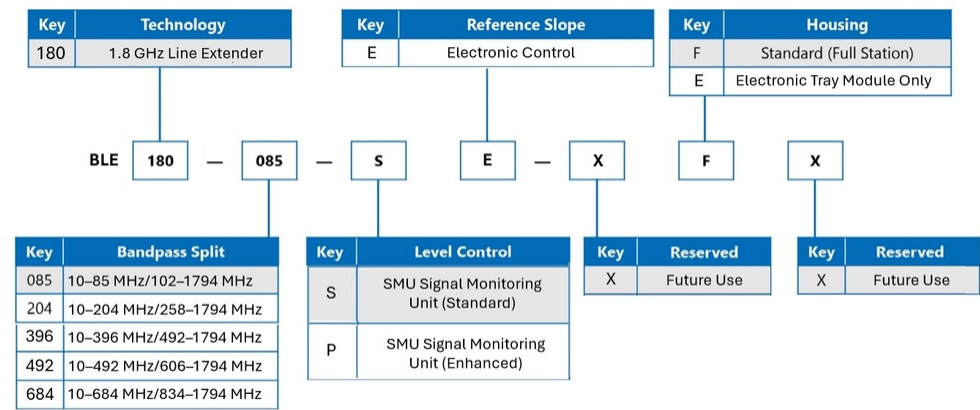 Key Technology
180 1.8 GHz Line Extender
Key Reference Slope
E Electronic Control
Key Housing
F Standard (Full Station)
E Electronic Tray Module Only
BLE 180 — 085 — S E — X F X
Key Bandpass Split
085 10–85 MHz/102–1794 MHz
204 10–204 MHz/258–1794 MHz
396 10–396 MHz/492–1794 MHz
492 10–492 MHz/606–1794 MHz
684 10–684 MHz/834–1794 MHz
Key Level Control
S SMU Signal Monitoring
Unit (Standard)
P SMU Signal Monitoring
Unit (Enhanced)
Key Reserved
X Future Use
Key Reserved
X Future Use